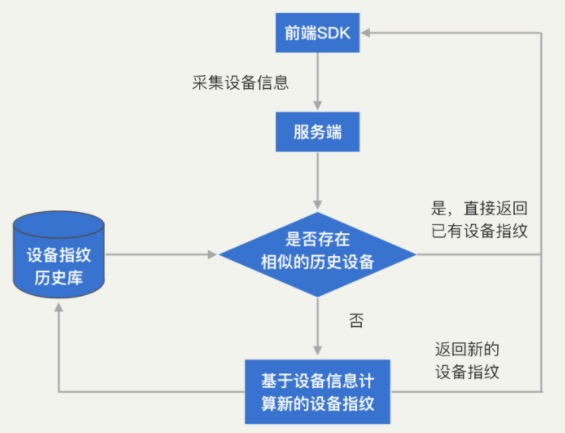 前端SDK
采集设备信息
服务端
是否存在
相似的历史设备
是，直接返回
已有设备指纹
设备指纹
历史库
否
基于设备信息计
算新的设备指纹
返回新的
设备指纹